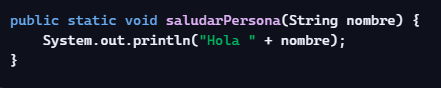 public static void saludarPersona(String nombre) {
    System.out.println("Hola " + nombre);
}